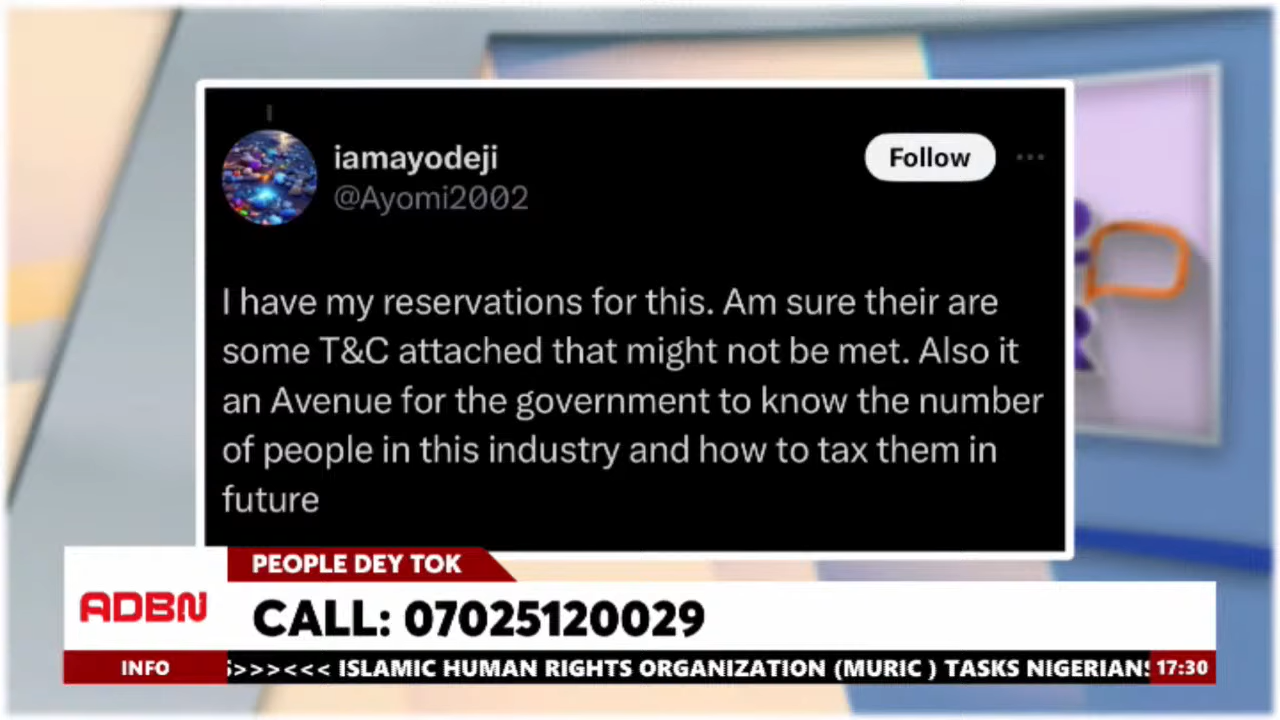 iamayodeji
@Ayomi2002
Follow
I have my reservations for this. Am sure their are
some T&C attached that might not be met. Also it
an Avenue for the government to know the number
of people in this industry and how to tax them in
future
PEOPLE DEY TOK
ADBN
CALL: 07025120029
INFO
>>><<< ISLAMIC HUMAN RIGHTS ORGANIZATION (MURIC ) TASKS NIGERIANS
17:30